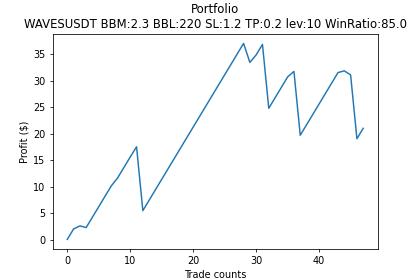 Portfolio
WAVESUSDT BBM:2.3 BBL:220 SL:1.2 TP:0.2 lev:10 WinRatio:85.0
35
30
25
20
15
10
5
0
Profit ($)
0 10 20 30 40
Trade counts